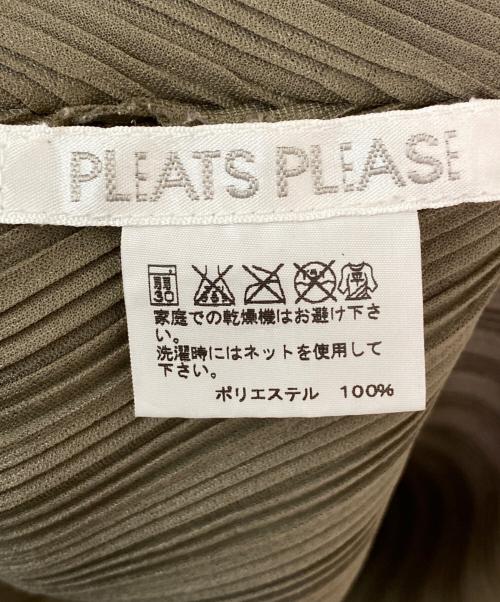 PLEATS PLEASE
弱 30
家庭での乾燥機はお避け下さ
い。
洗濯時にはネットを使用して
下さい。
ポリエステル 100%